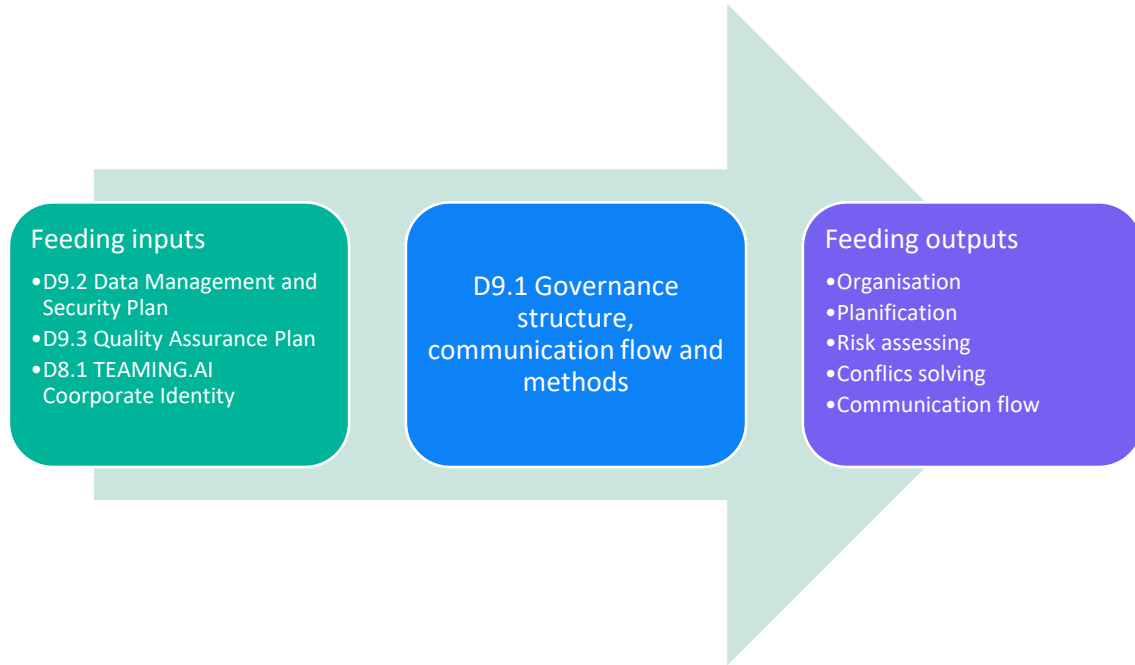 Feeding inputs
•D9.2 Data Management and
Security Plan
•D9.3 Quality Assurance Plan
•D8.1 TEAMING.AI
Coorporate Identity
D9.1 Governance
structure,
communication flow and
methods
Feeding outputs
•Organisation
•Planification
•Risk assessing
•Conflics solving
•Communication flow